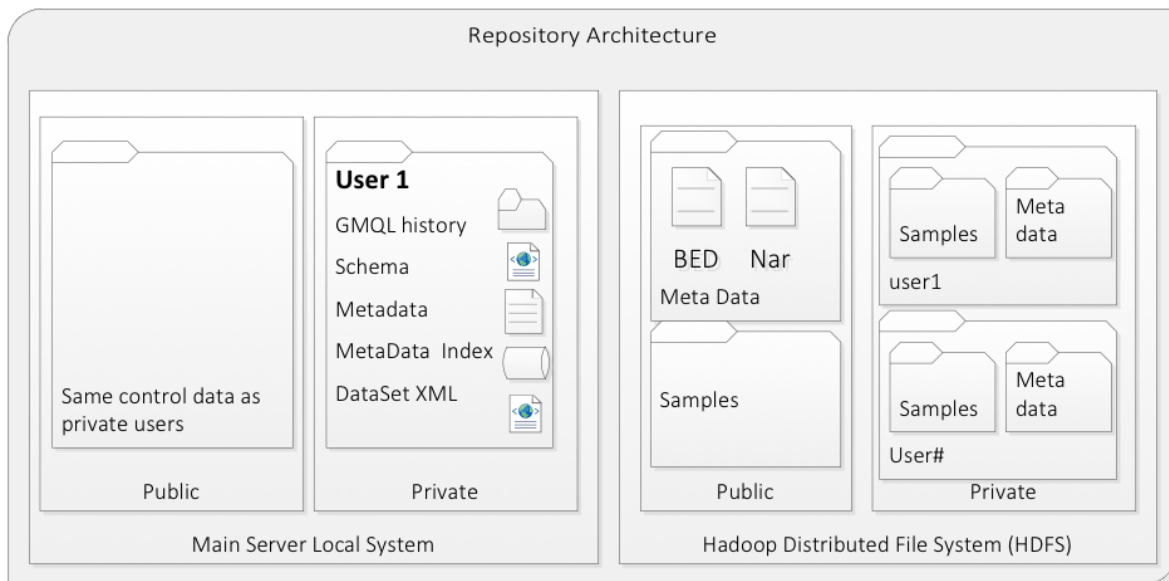 Repository Architecture
User 1
GMQL history
Schema
Metadata
MetaData Index
DataSet XML
Same control data as
private users
Public
Private
Main Server Local System
BED
Nar
Meta Data
Samples
Public
Samples
Meta
data
user1
Samples
Meta
data
User#
Private
Hadoop Distributed File System (HDFS)